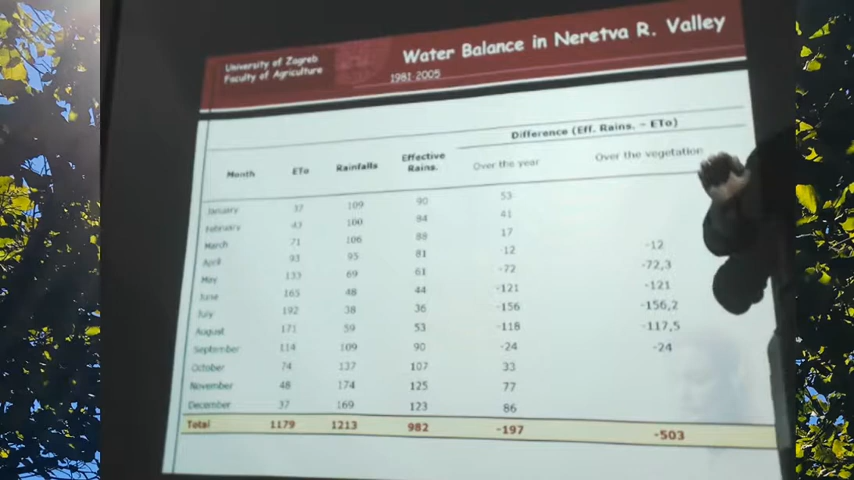 University of Zagreb
Faculty of Agriculture
Water Balance in Neretva R. Valley
1981-2005
Difference (Eff. Rains. - ETo)
Month ETo Rainfalls Effective Rains. Over the year Over the vegetation
January 37 109 90 53
February 43 100 84 41
March 71 106 88 17
April 93 95 81 -12 -12
May 133 69 61 -72 -72,3
June 165 48 44 -121 -121
July 192 38 36 -156 -156,2
August 171 59 53 -118 -117,5
September 114 109 90 -24 -24
October 74 137 107 33
November 48 174 125 77
December 37 169 123 86
Total 1179 1213 982 -197 -503